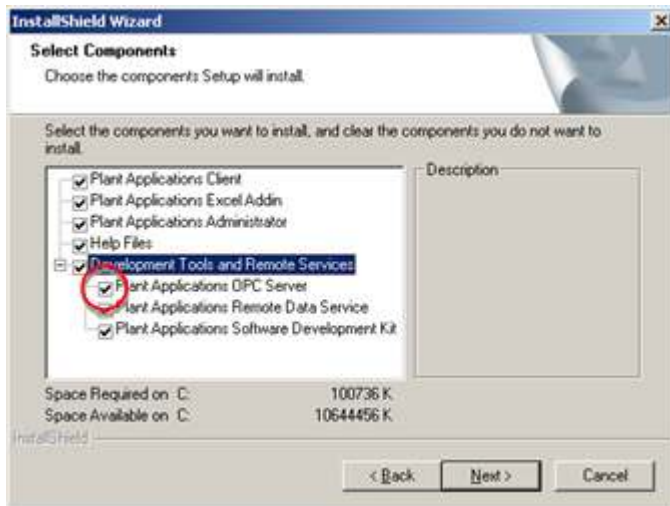 InstallShield Wizard
Select Components
Choose the components Setup will install.
Select the components you want to install, and clear the components you do not want to
install.
Plant Applications Client
Plant Applications Excel Addin
Plant Applications Administrator
Help Files
Development Tools and Remote Services
Plant Applications OPC Server
Plant Applications Remote Data Service
Plant Applications Software Development Kit
Description
Space Required on C: 100736 K
Space Available on C: 10644456 K
InstallShield
< Back
Next >
Cancel